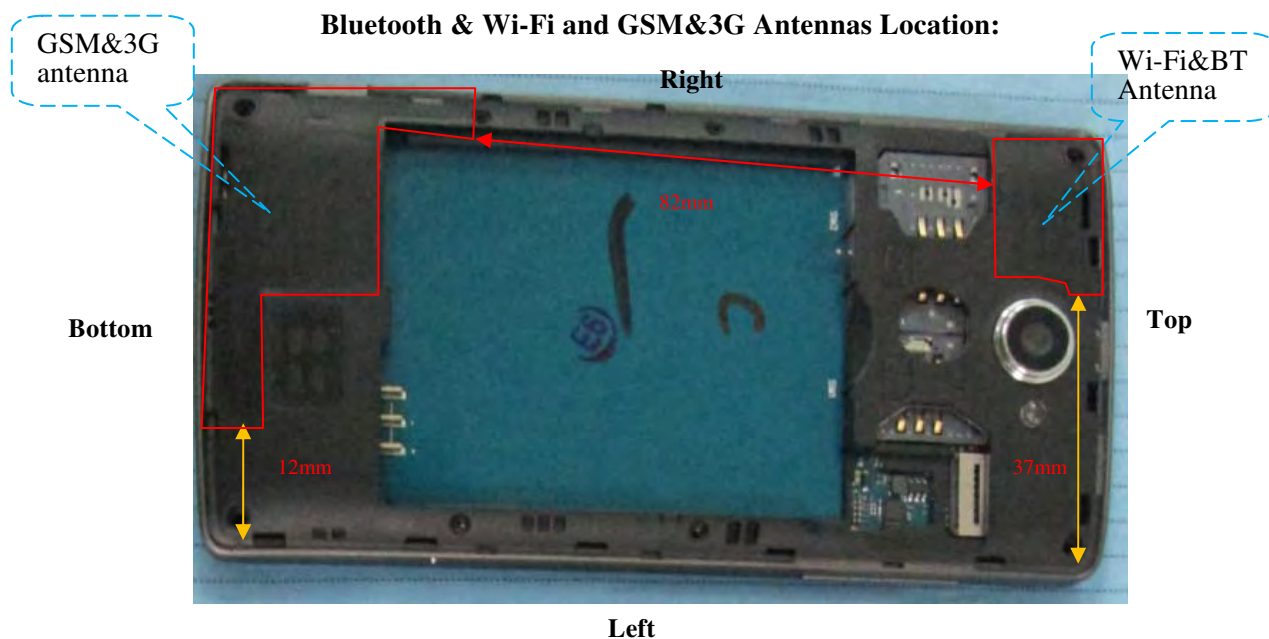 Bluetooth & Wi-Fi and GSM&3G Antennas Location:
GSM&3G
antenna
Wi-Fi&BT
Antenna
Right
82mm
Bottom
Top
12mm
37mm
Left